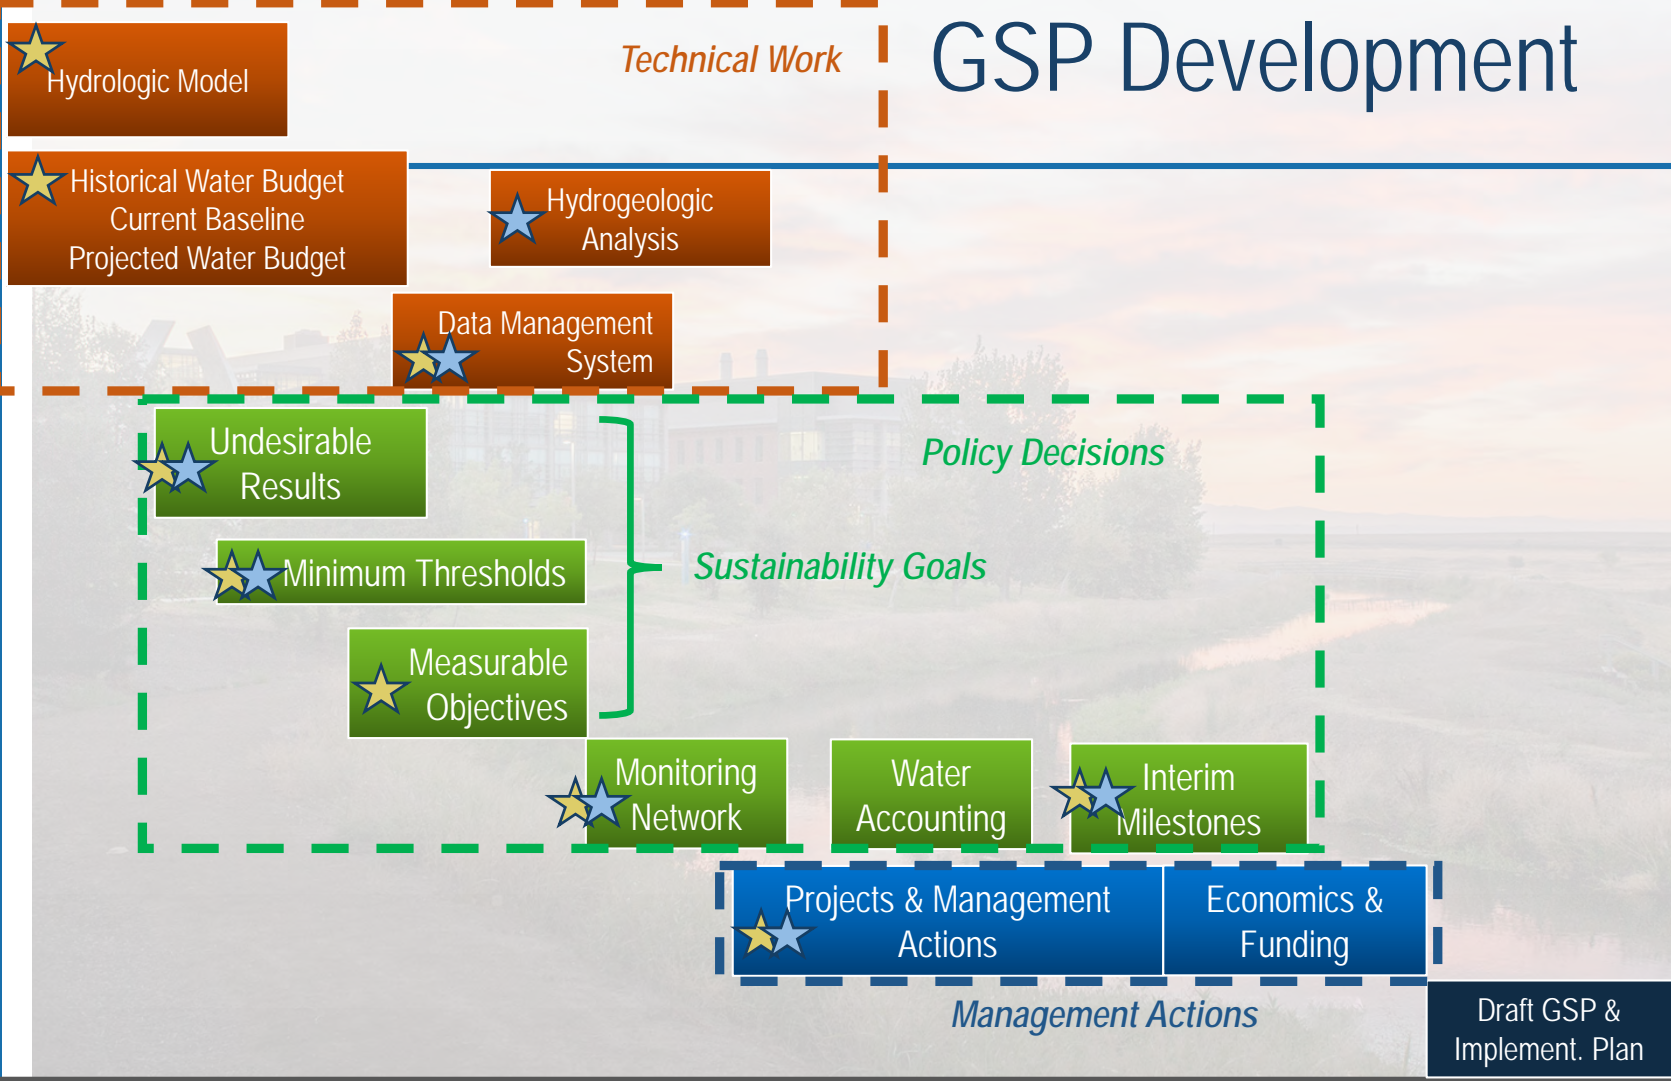 GSP Development
Technical Work
Hydrologic Model
Historical Water Budget
Current Baseline
Projected Water Budget
Hydrogeologic
Analysis
Data Management
System
Policy Decisions
Undesirable
Results
Minimum Thresholds
Sustainability Goals
Measurable
Objectives
Monitoring
Network
Water
Accounting
Interim
Milestones
Projects & Management
Actions
Economics &
Funding
Management Actions
Draft GSP &
Implement. Plan